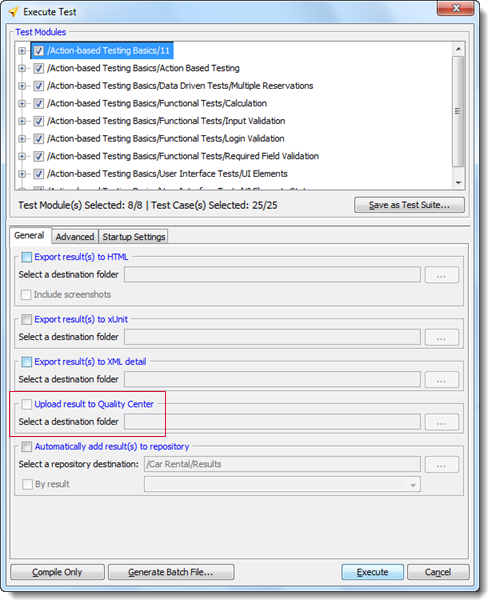 Execute Test
Test Modules
/Action-based Testing Basics/11
/Action-based Testing Basics/Action Based Testing
/Action-based Testing Basics/Data Driven Tests/Multiple Reservations
/Action-based Testing Basics/Functional Tests/Calculation
/Action-based Testing Basics/Functional Tests/Input Validation
/Action-based Testing Basics/Functional Tests/Login Validation
/Action-based Testing Basics/Functional Tests/Required Field Validation
/Action-based Testing Basics/User Interface Tests/UI Elements
Test Module(s) Selected: 8/8 | Test Case(s) Selected: 25/25
Save as Test Suite...
General Advanced Startup Settings
Export result(s) to HTML
Select a destination folder ...
Include screenshots
Export result(s) to xUnit
Select a destination folder ...
Export result(s) to XML detail
Select a destination folder ...
Upload result to Quality Center
Select a destination folder ...
Automatically add result(s) to repository
Select a repository destination: /Car Rental/Results ...
By result
Compile Only Generate Batch File... Execute Cancel